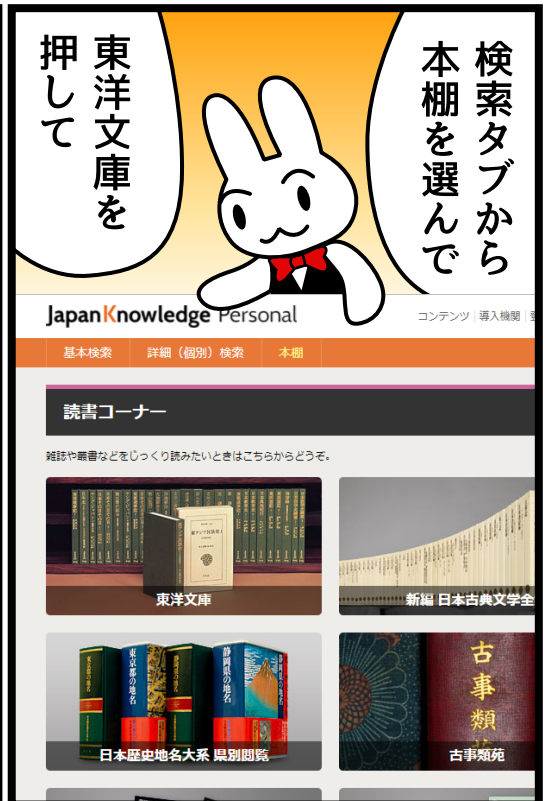 検索タブから
本棚を選んで
東洋文庫を
押して
JapanKnowledge Personal
コンテンツ
導入機関
基本検索
詳細（個別）検索
本棚
読書コーナー
雑誌や叢書などをじっくり読みたいときはこちらからどうぞ。
東洋文庫
新編 日本古典文学全
東京都の地名
静岡県の地名
静岡県の地名
日本歴史地名大系 県別閲覧
古事類
古事類苑